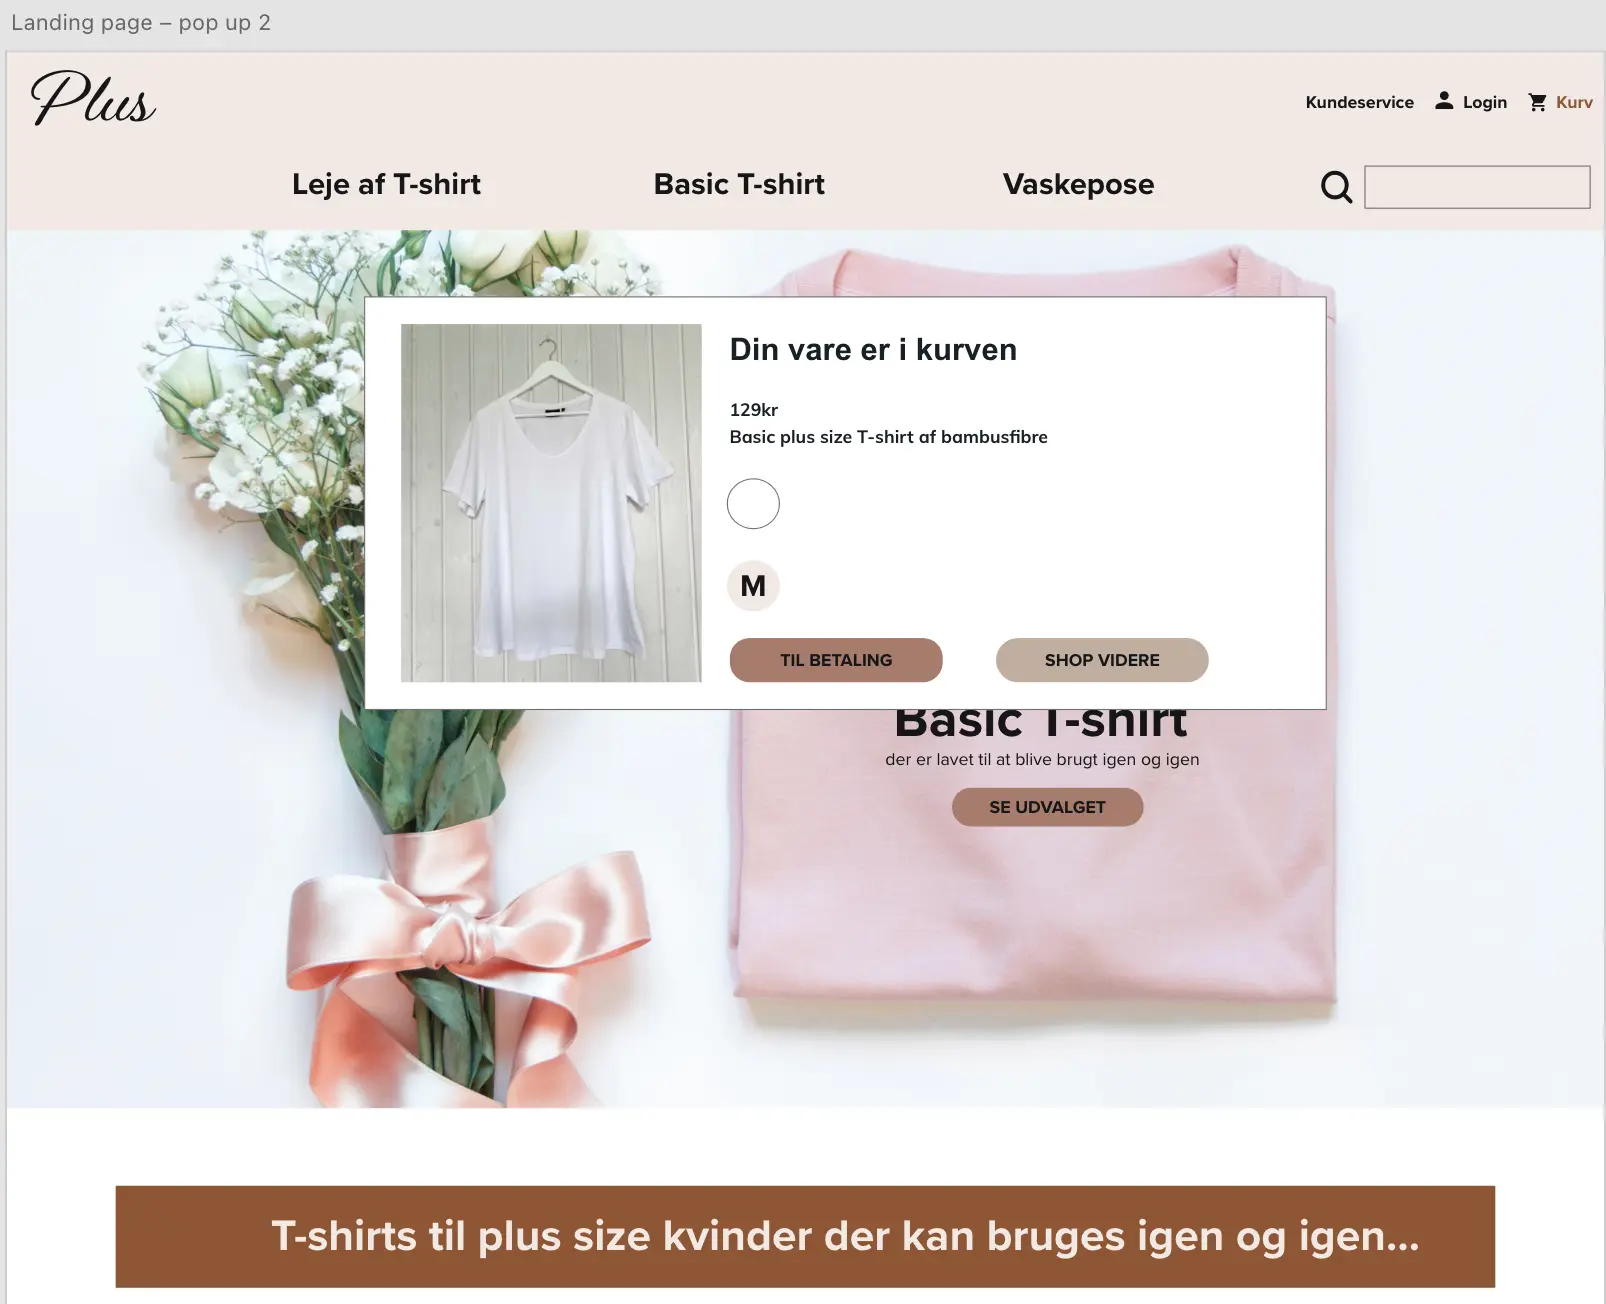 Landing page – pop up 2
Plus
Kundeservice
Login
Kurv
Leje af T-shirt
Basic T-shirt
Vaskepose
Din vare er i kurven
129kr
Basic plus size T-shirt af bambusfibre
M
TIL BETALING
SHOP VIDERE
Basic T-shirt
der er lavet til at blive brugt igen og igen
SE UDVALGET
T-shirts til plus size kvinder der kan bruges igen og igen...